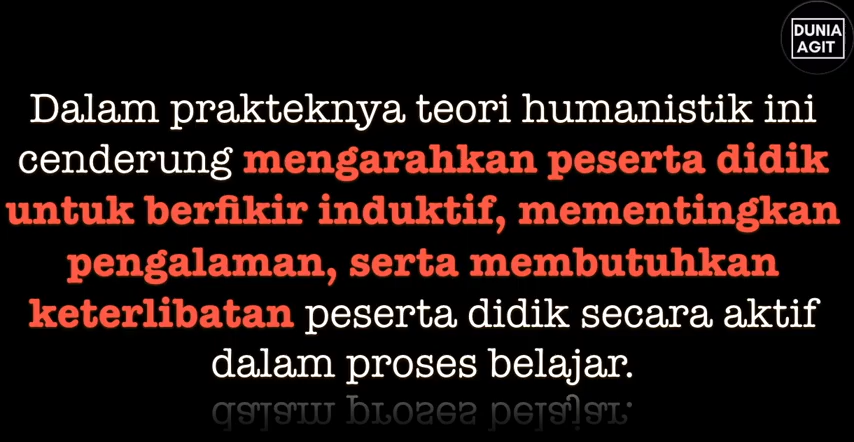 DUNIA
AGIT
Dalam prakteknya teori humanistik ini
cenderung mengarahkan peserta didik
untuk berfikir induktif, mementingkan
pengalaman, serta membutuhkan
keterlibatan peserta didik secara aktif
dalam proses belajar.